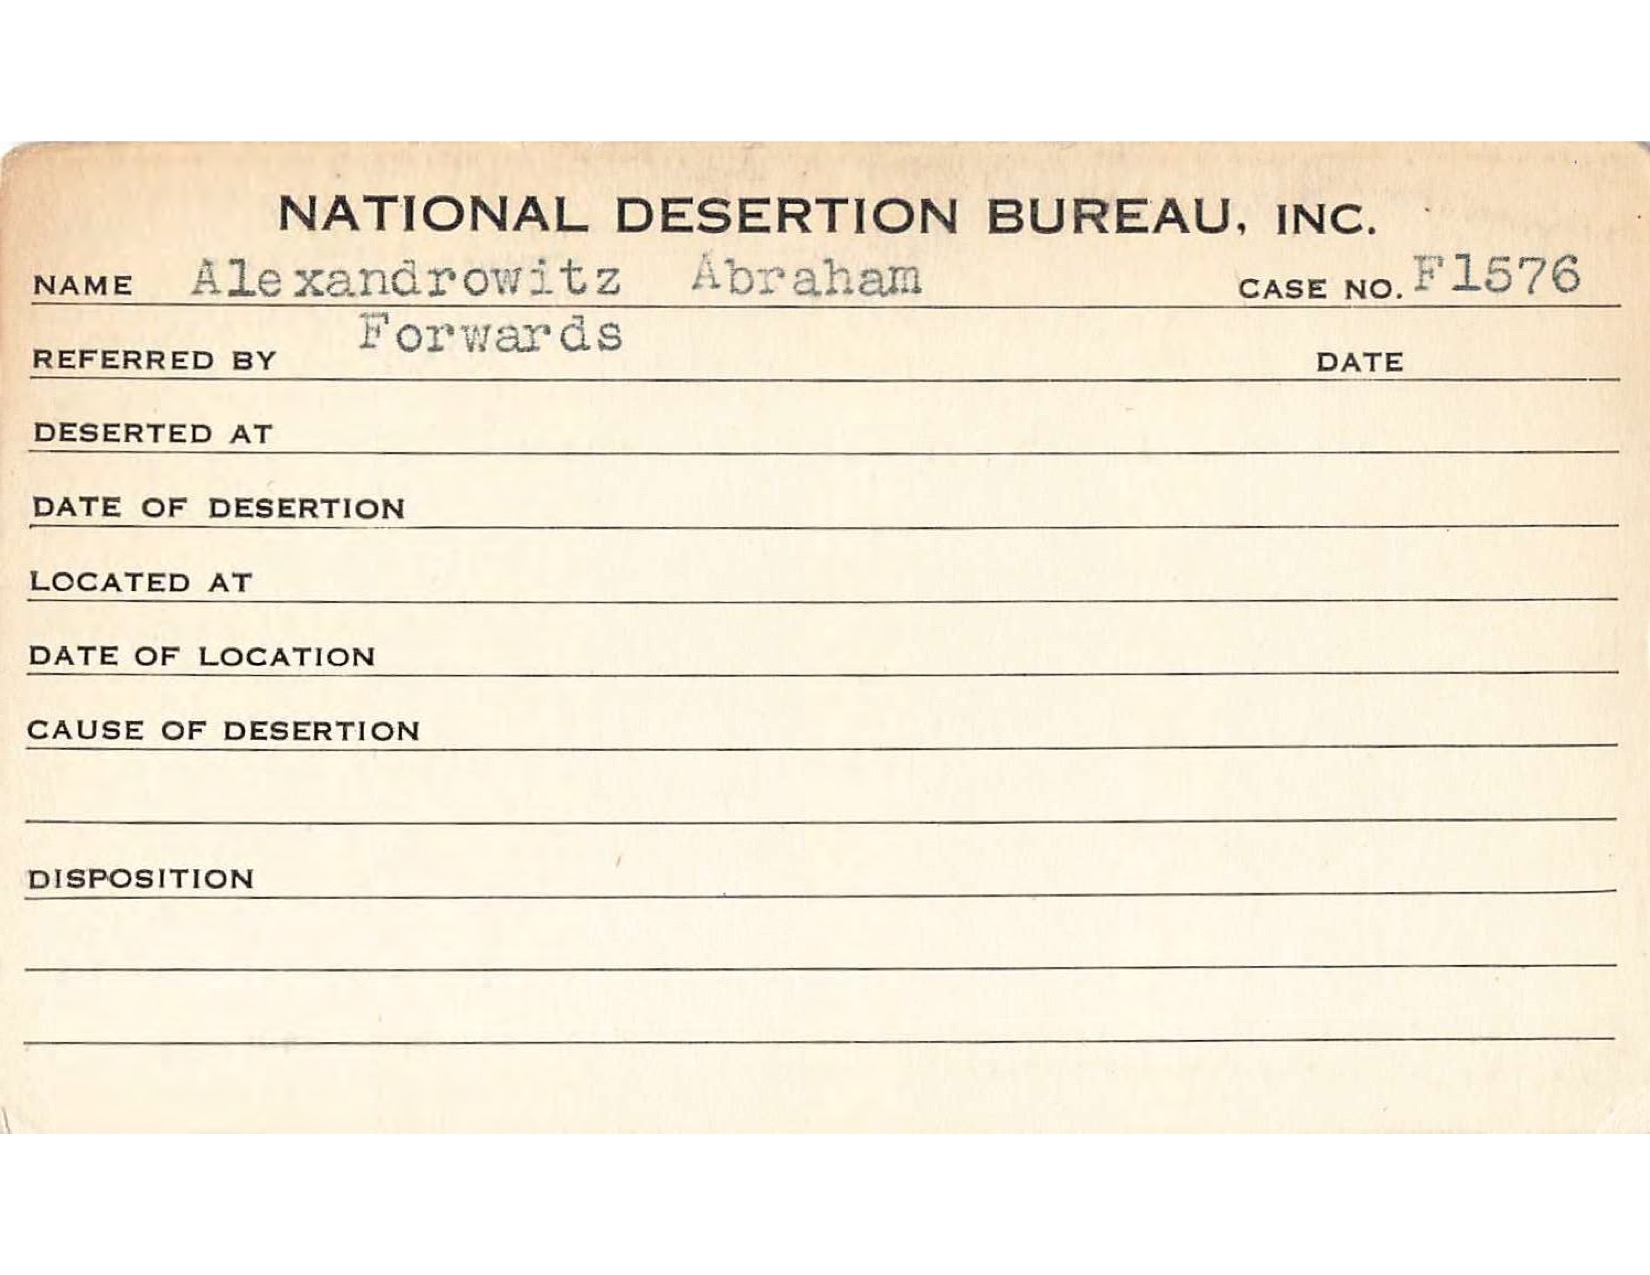 NATIONAL DESERTION BUREAU, INC.
NAME Alexandrowitz Abraham CASE NO. F1576
REFERRED BY Forwards DATE
DESERTED AT
DATE OF DESERTION
LOCATED AT
DATE OF LOCATION
CAUSE OF DESERTION
DISPOSITION